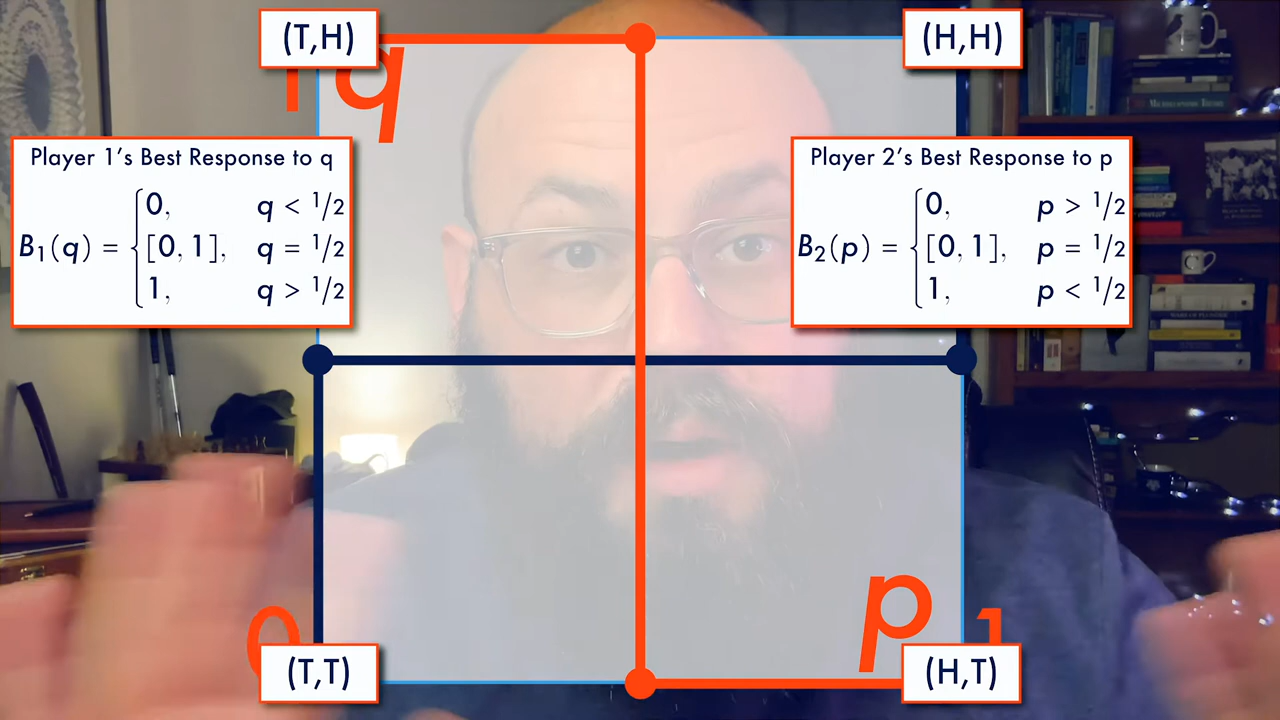 (T,H)
(H,H)
1
q
Player 1's Best Response to q
B₁(q) = { 0, q < 1/2
[0, 1], q = 1/2
1, q > 1/2
Player 2's Best Response to p
B₂(p) = { 0, p > 1/2
[0, 1], p = 1/2
1, p < 1/2
p
0
1
(T,T)
(H,T)